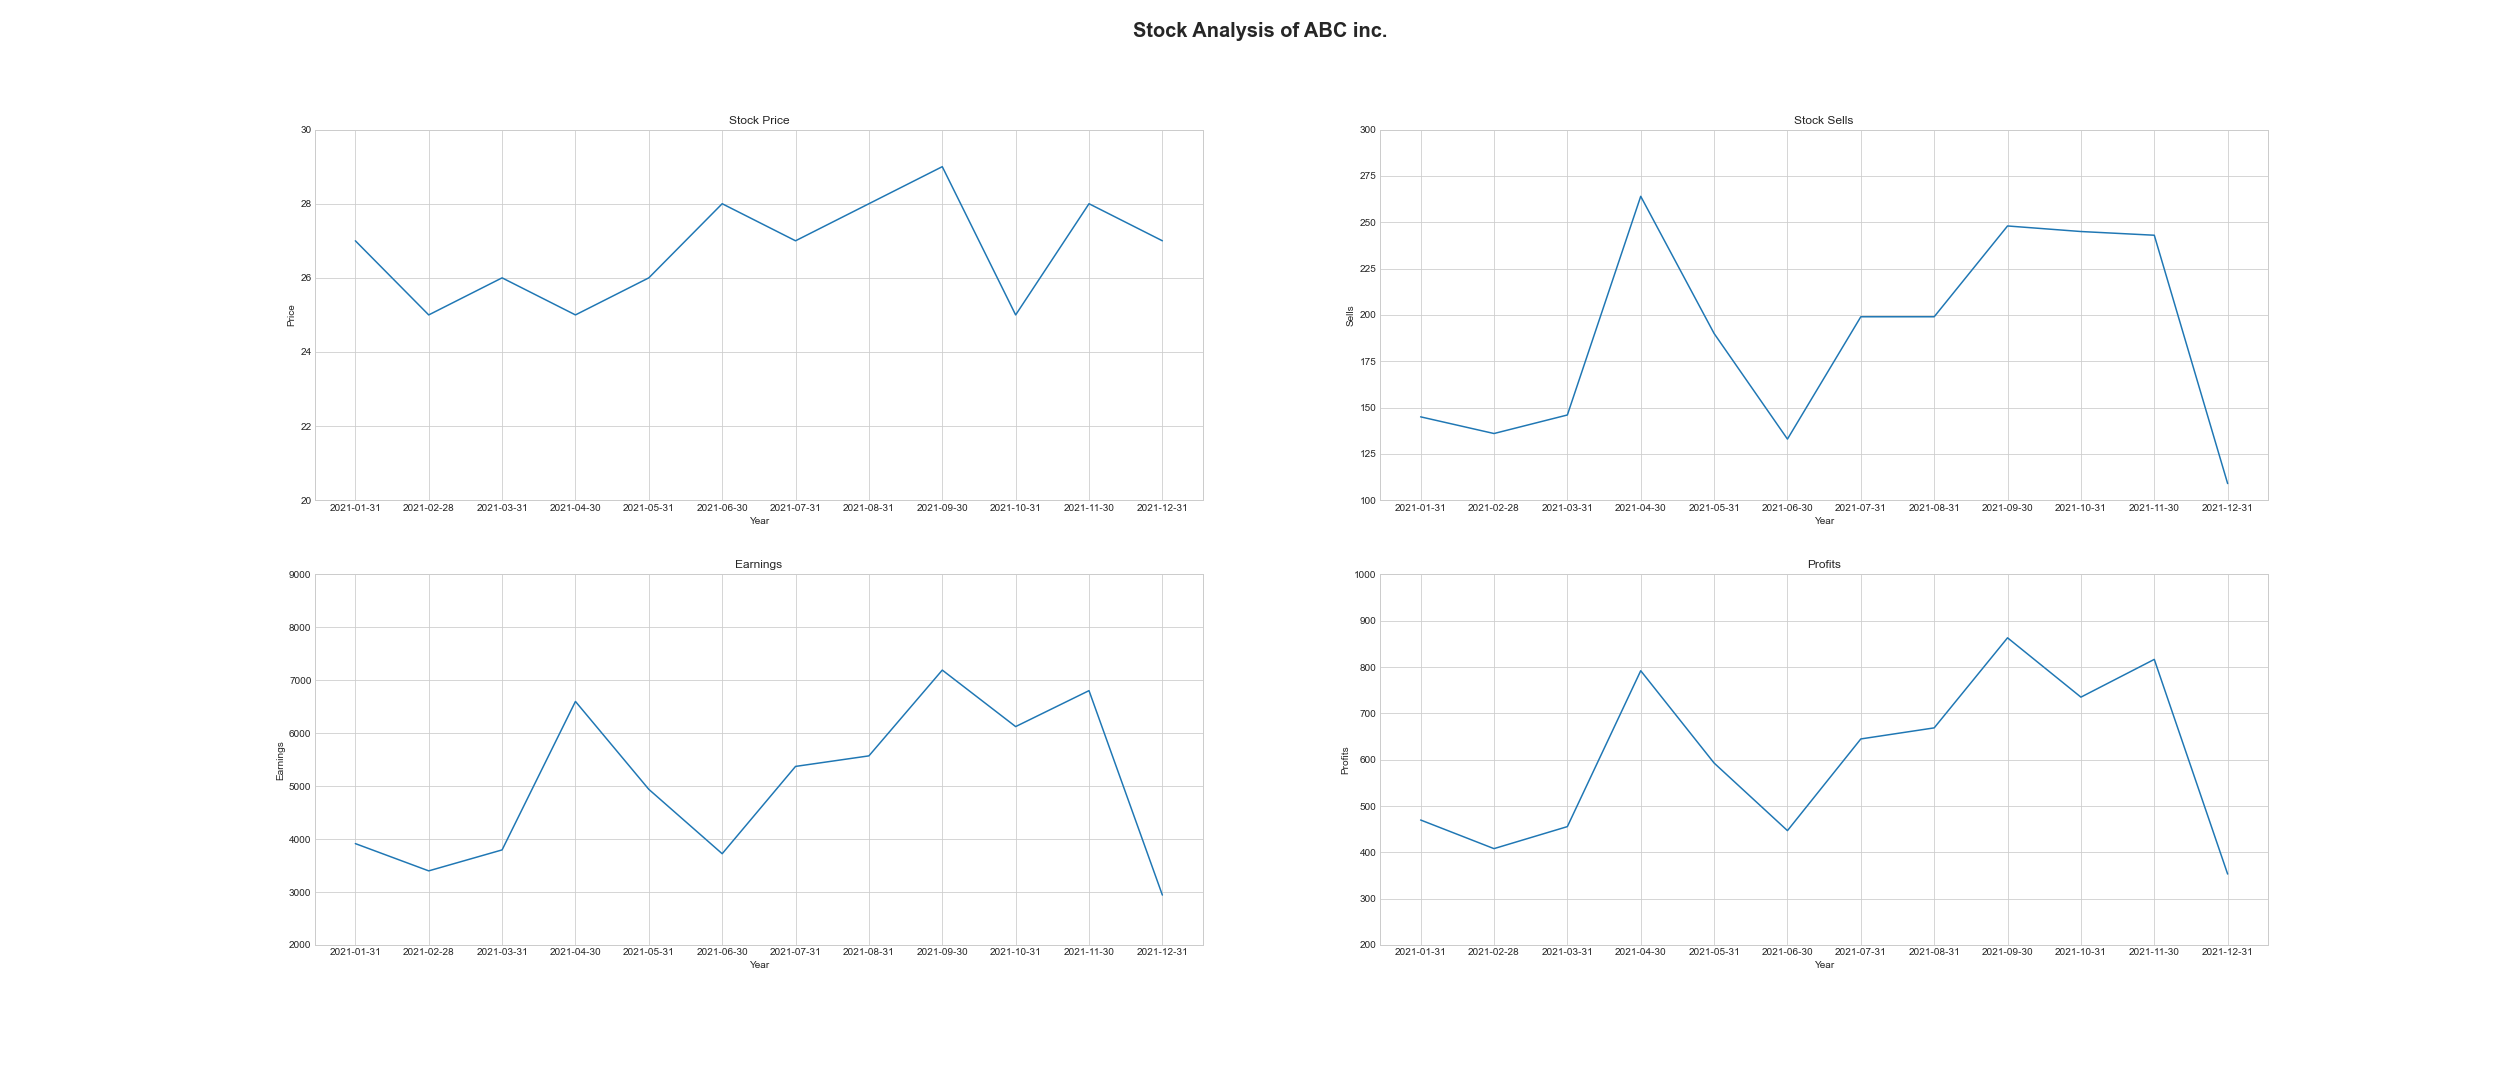 Stock Analysis of ABC inc.
Stock Price
30
28
26
24
22
20
Price
2021-01-31 2021-02-28 2021-03-31 2021-04-30 2021-05-31 2021-06-30 2021-07-31 2021-08-31 2021-09-30 2021-10-31 2021-11-30 2021-12-31
Year
Stock Sells
300
275
250
225
200
175
150
125
100
Sells
2021-01-31 2021-02-28 2021-03-31 2021-04-30 2021-05-31 2021-06-30 2021-07-31 2021-08-31 2021-09-30 2021-10-31 2021-11-30 2021-12-31
Year
Earnings
9000
8000
7000
6000
5000
4000
3000
2000
Earnings
2021-01-31 2021-02-28 2021-03-31 2021-04-30 2021-05-31 2021-06-30 2021-07-31 2021-08-31 2021-09-30 2021-10-31 2021-11-30 2021-12-31
Year
Profits
1000
900
800
700
600
500
400
300
200
Profits
2021-01-31 2021-02-28 2021-03-31 2021-04-30 2021-05-31 2021-06-30 2021-07-31 2021-08-31 2021-09-30 2021-10-31 2021-11-30 2021-12-31
Year